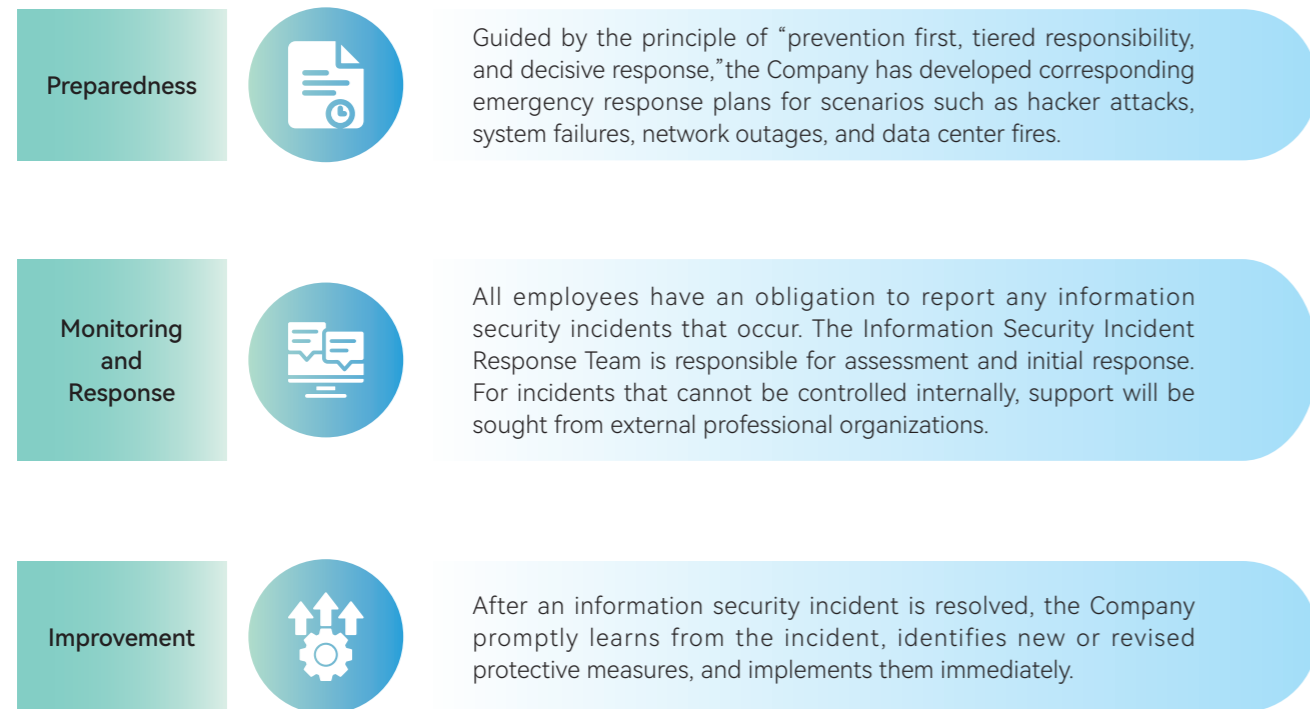 Preparedness
Guided by the principle of “prevention first, tiered responsibility,
and decisive response,”the Company has developed corresponding
emergency response plans for scenarios such as hacker attacks,
system failures, network outages, and data center fires.
Monitoring
and
Response
All employees have an obligation to report any information
security incidents that occur. The Information Security Incident
Response Team is responsible for assessment and initial response.
For incidents that cannot be controlled internally, support will be
sought from external professional organizations.
Improvement
After an information security incident is resolved, the Company
promptly learns from the incident, identifies new or revised
protective measures, and implements them immediately.